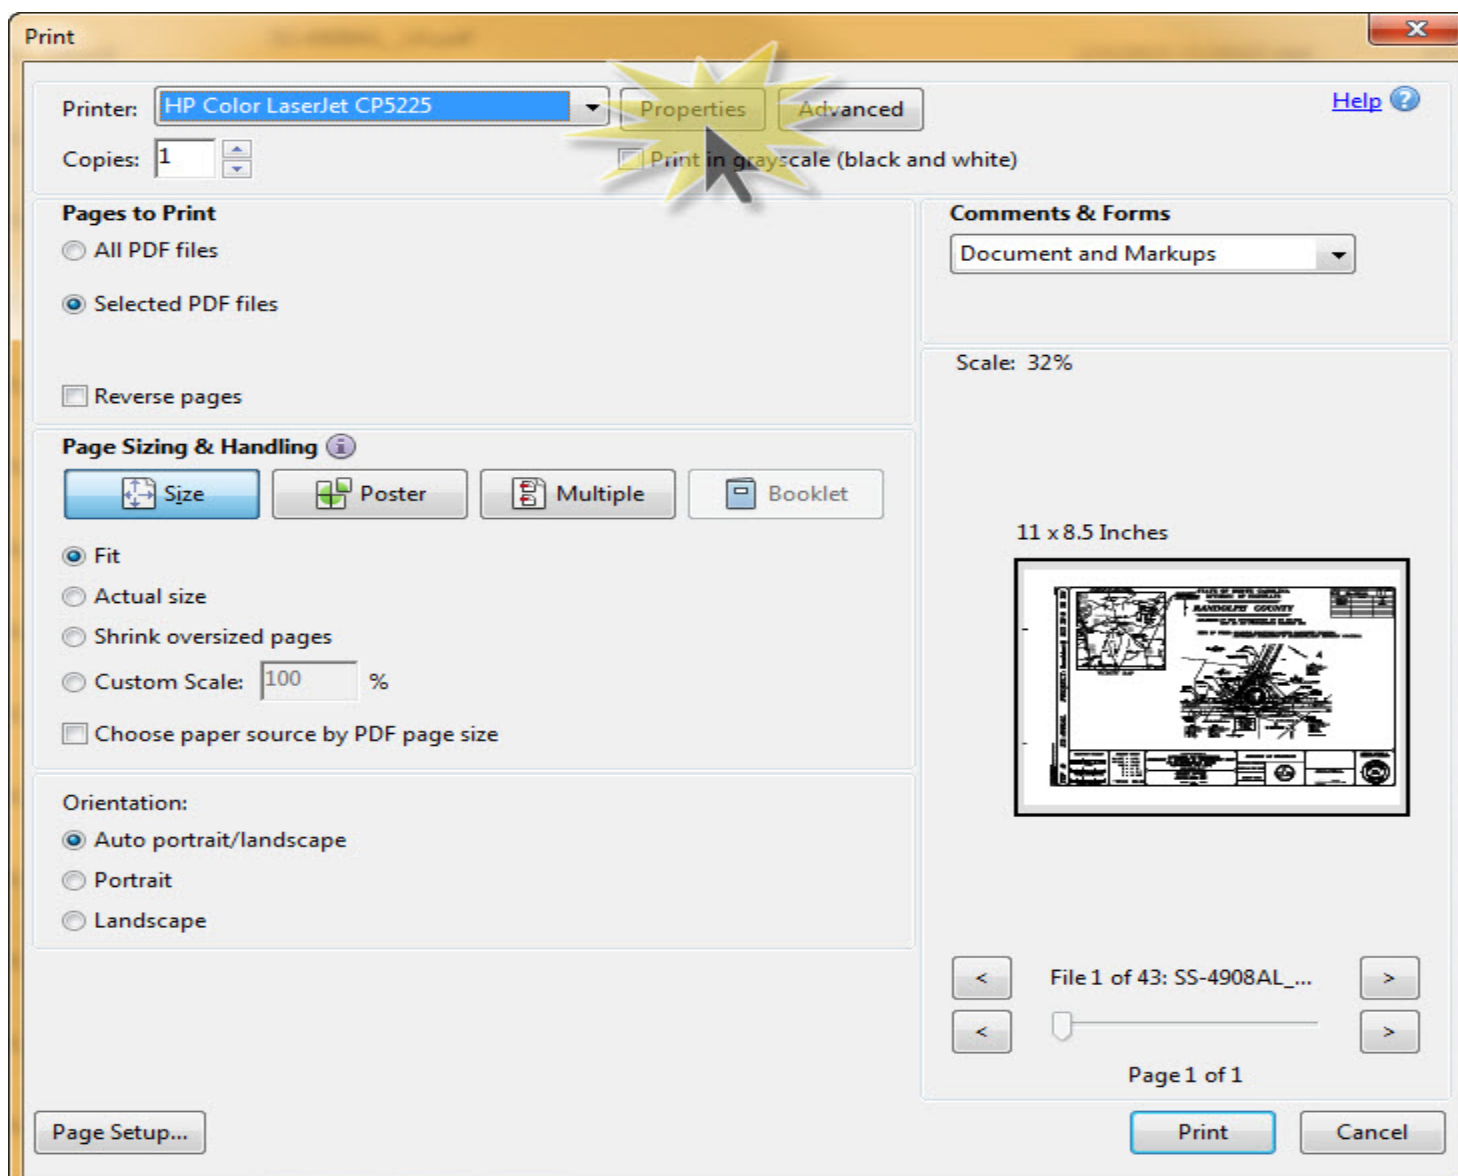 Print
Printer: HP Color LaserJet CP5225 Properties Advanced Help
Copies: 1 Print in grayscale (black and white)
Pages to Print
All PDF files
Selected PDF files
Reverse pages
Comments & Forms
Document and Markups
Page Sizing & Handling
Size Poster Multiple Booklet
Fit
Actual size
Shrink oversized pages
Custom Scale: 100 %
Choose paper source by PDF page size
Orientation:
Auto portrait/landscape
Portrait
Landscape
Scale: 32%
11 x 8.5 Inches
RANDOLPH COUNTY
< File 1 of 43: SS-4908AL_... >
< >
Page 1 of 1
Page Setup... Print Cancel